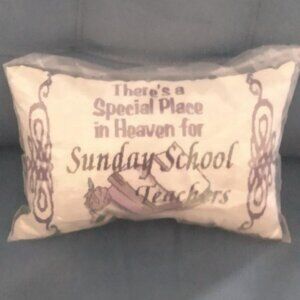 There's a
Special Place
in Heaven for
Sunday School
Teachers